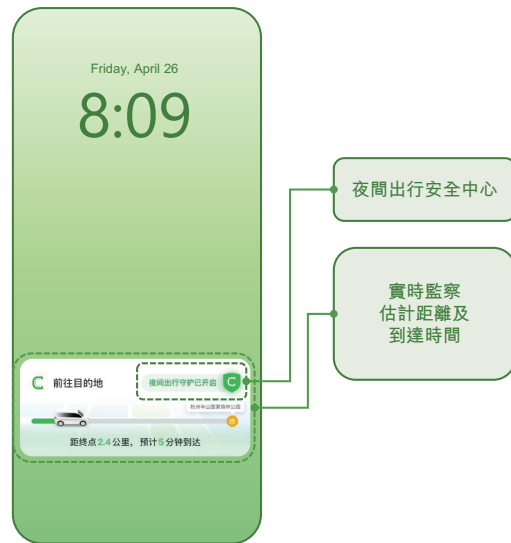 Friday, April 26
8:09
夜間出行安全中心
實時監察
估計距離及
到達時間
前往目的地
夜间出行守护已开启
杭州半山国家森林公园
终
距终点2.4公里，预计5分钟到达